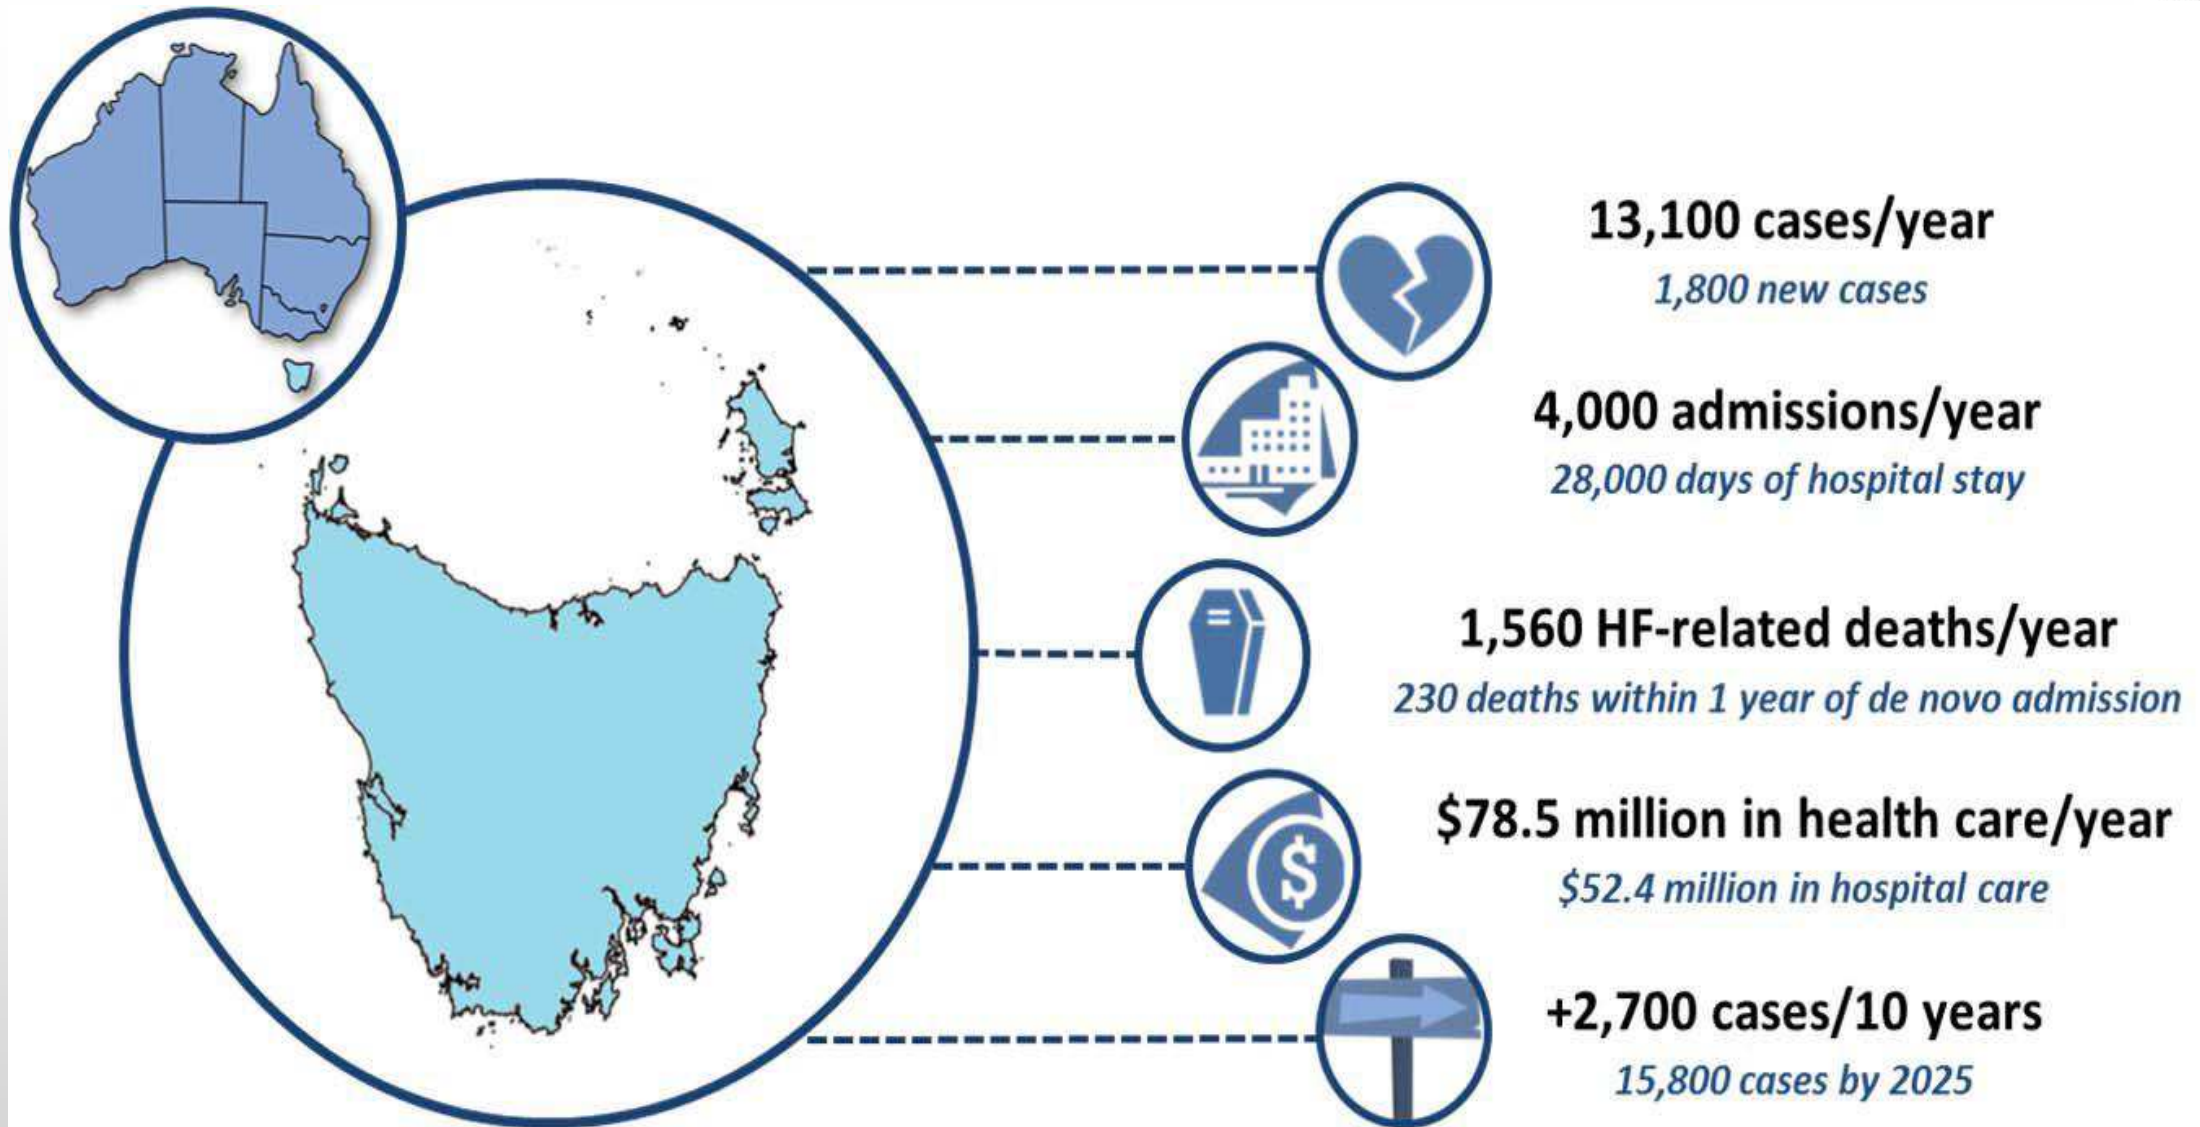 13,100 cases/year
1,800 new cases
4,000 admissions/year
28,000 days of hospital stay
1,560 HF-related deaths/year
230 deaths within 1 year of de novo admission
$78.5 million in health care/year
$52.4 million in hospital care
$
+2,700 cases/10 years
15,800 cases by 2025